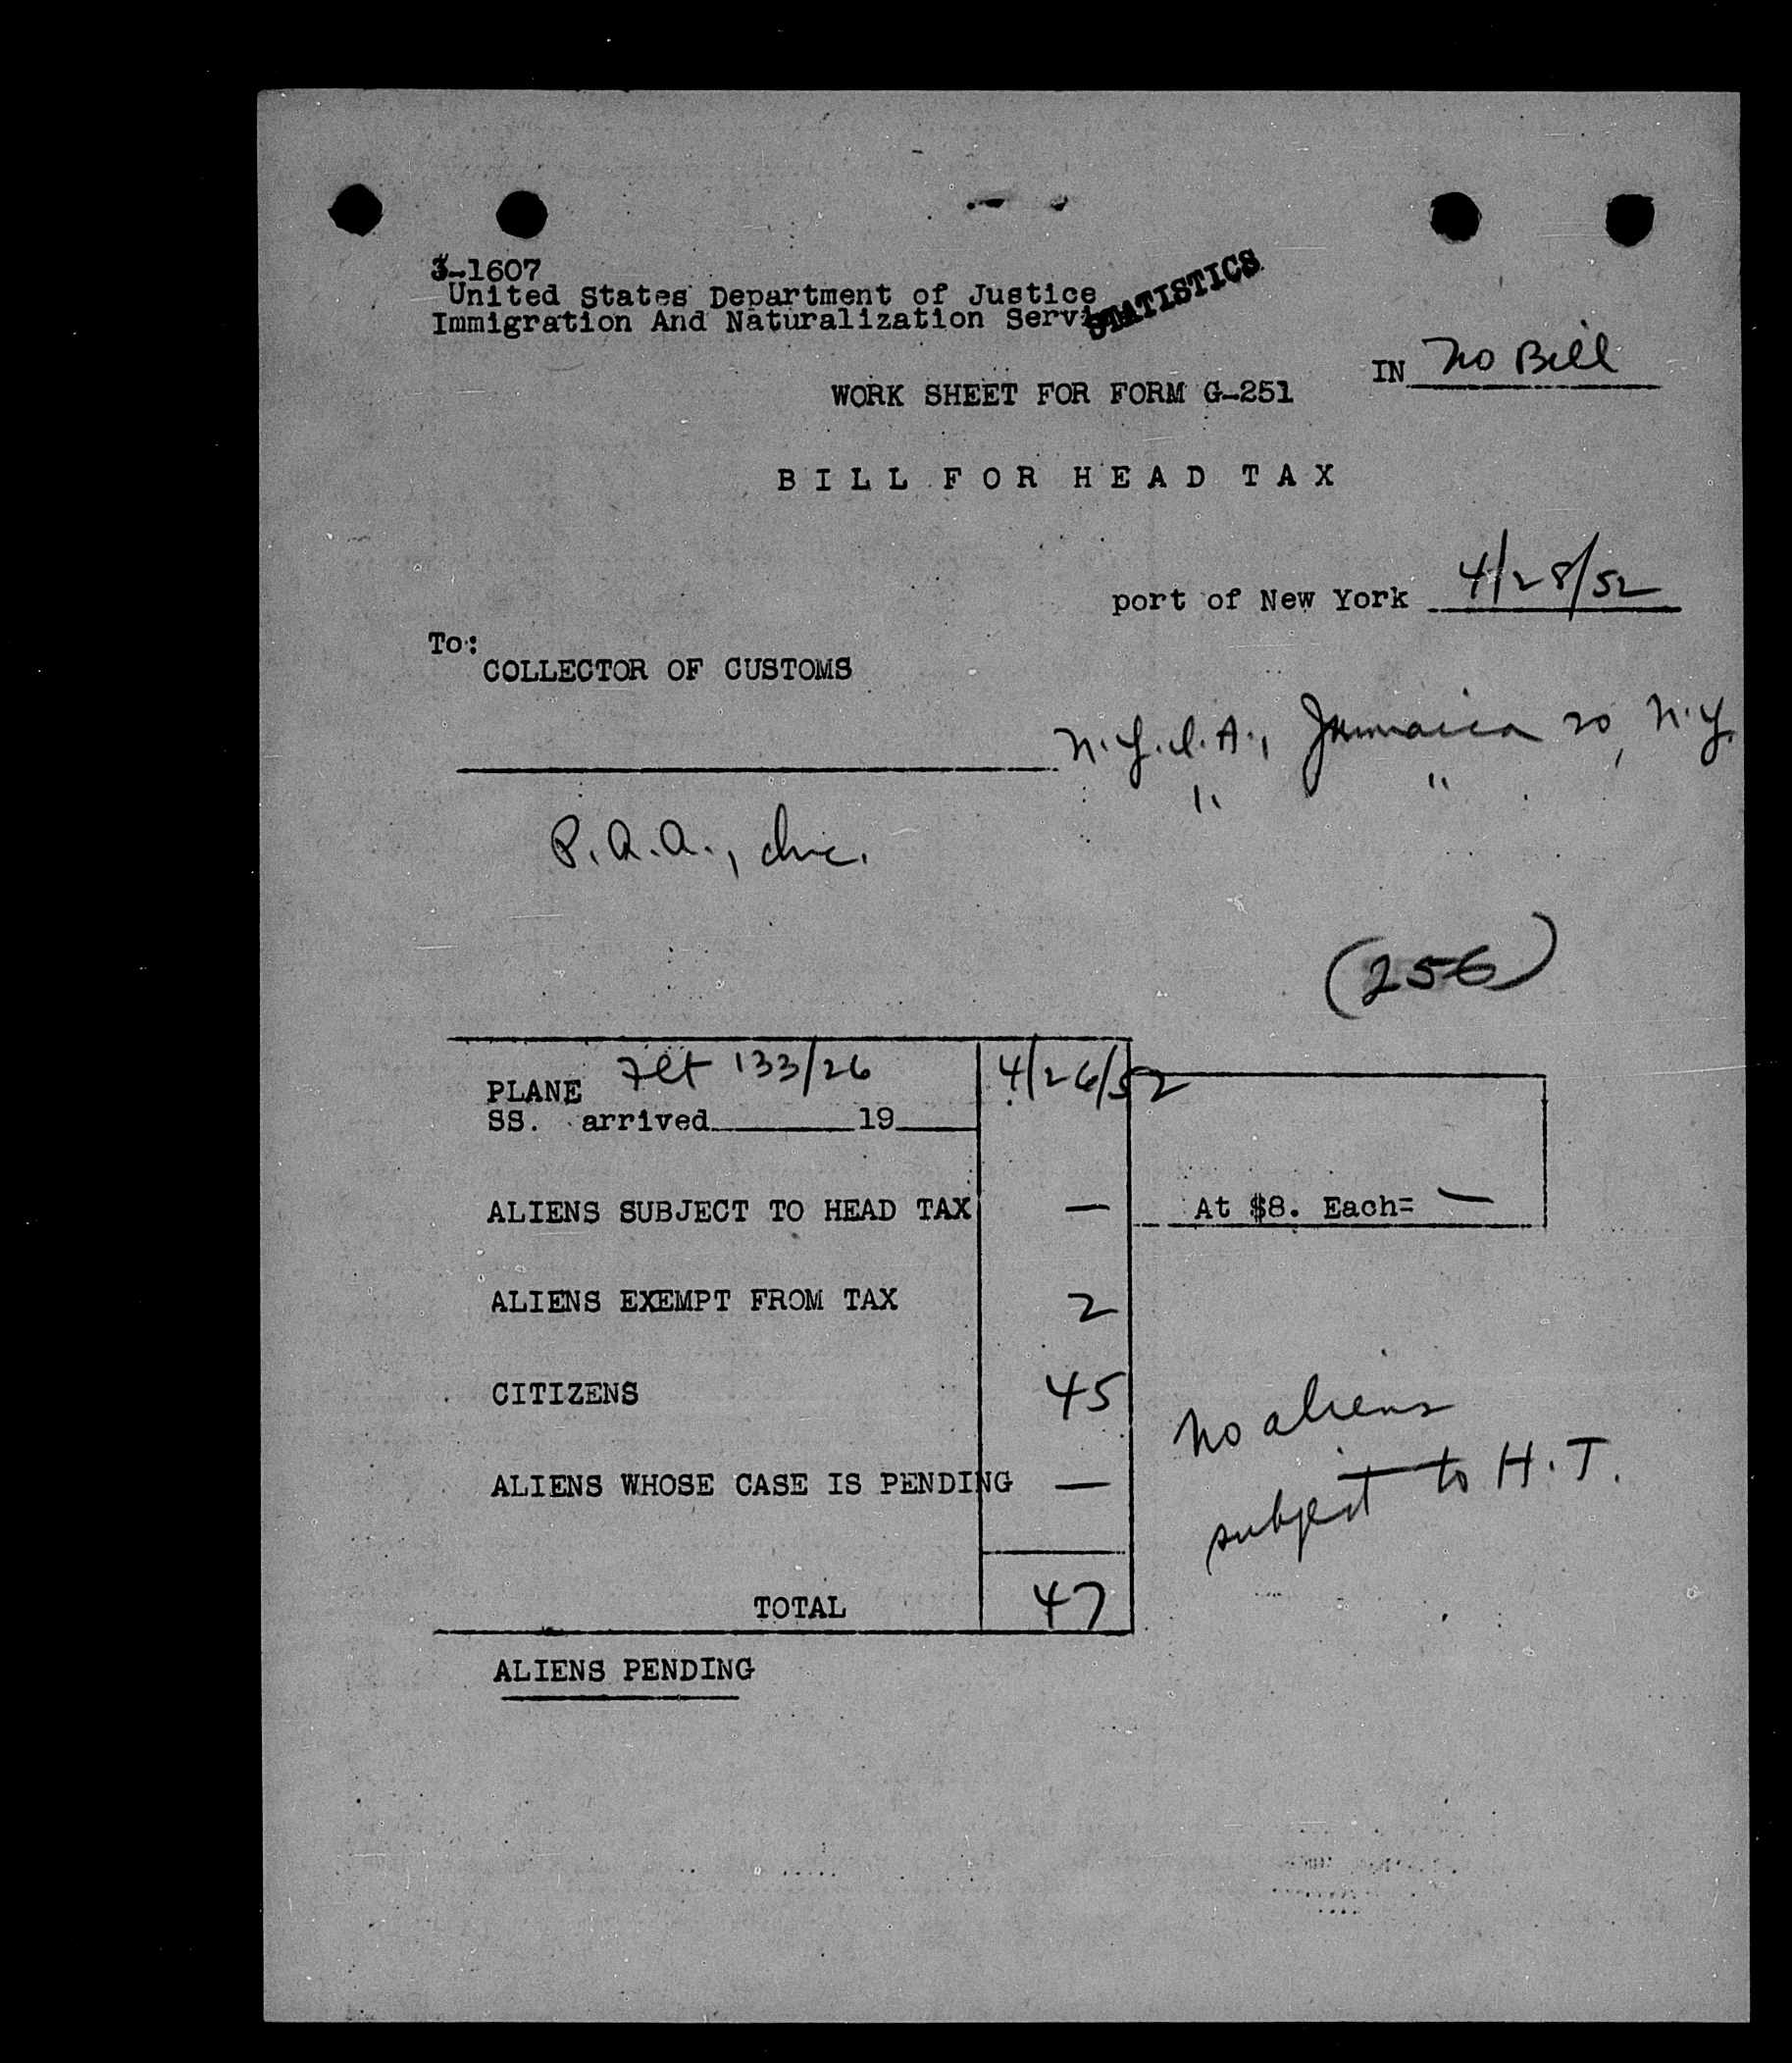 3-1607
United States Department of Justice
Immigration And Naturalization Servi
STATISTICS
IN No Bill
WORK SHEET FOR FORM G-251
BILL FOR HEAD TAX
port of New York 4/28/52
To:
COLLECTOR OF CUSTOMS
N.Y.I.A., Jamaica 20, N.Y.
" "
P.A.A., Inc.
(256)
PLANE Flt 133/26 4/26/52
SS. arrived 19
ALIENS SUBJECT TO HEAD TAX — At $8. Each= —
ALIENS EXEMPT FROM TAX 2
CITIZENS 45
No aliens
ALIENS WHOSE CASE IS PENDING —
subject to H.T.
TOTAL 47
ALIENS PENDING